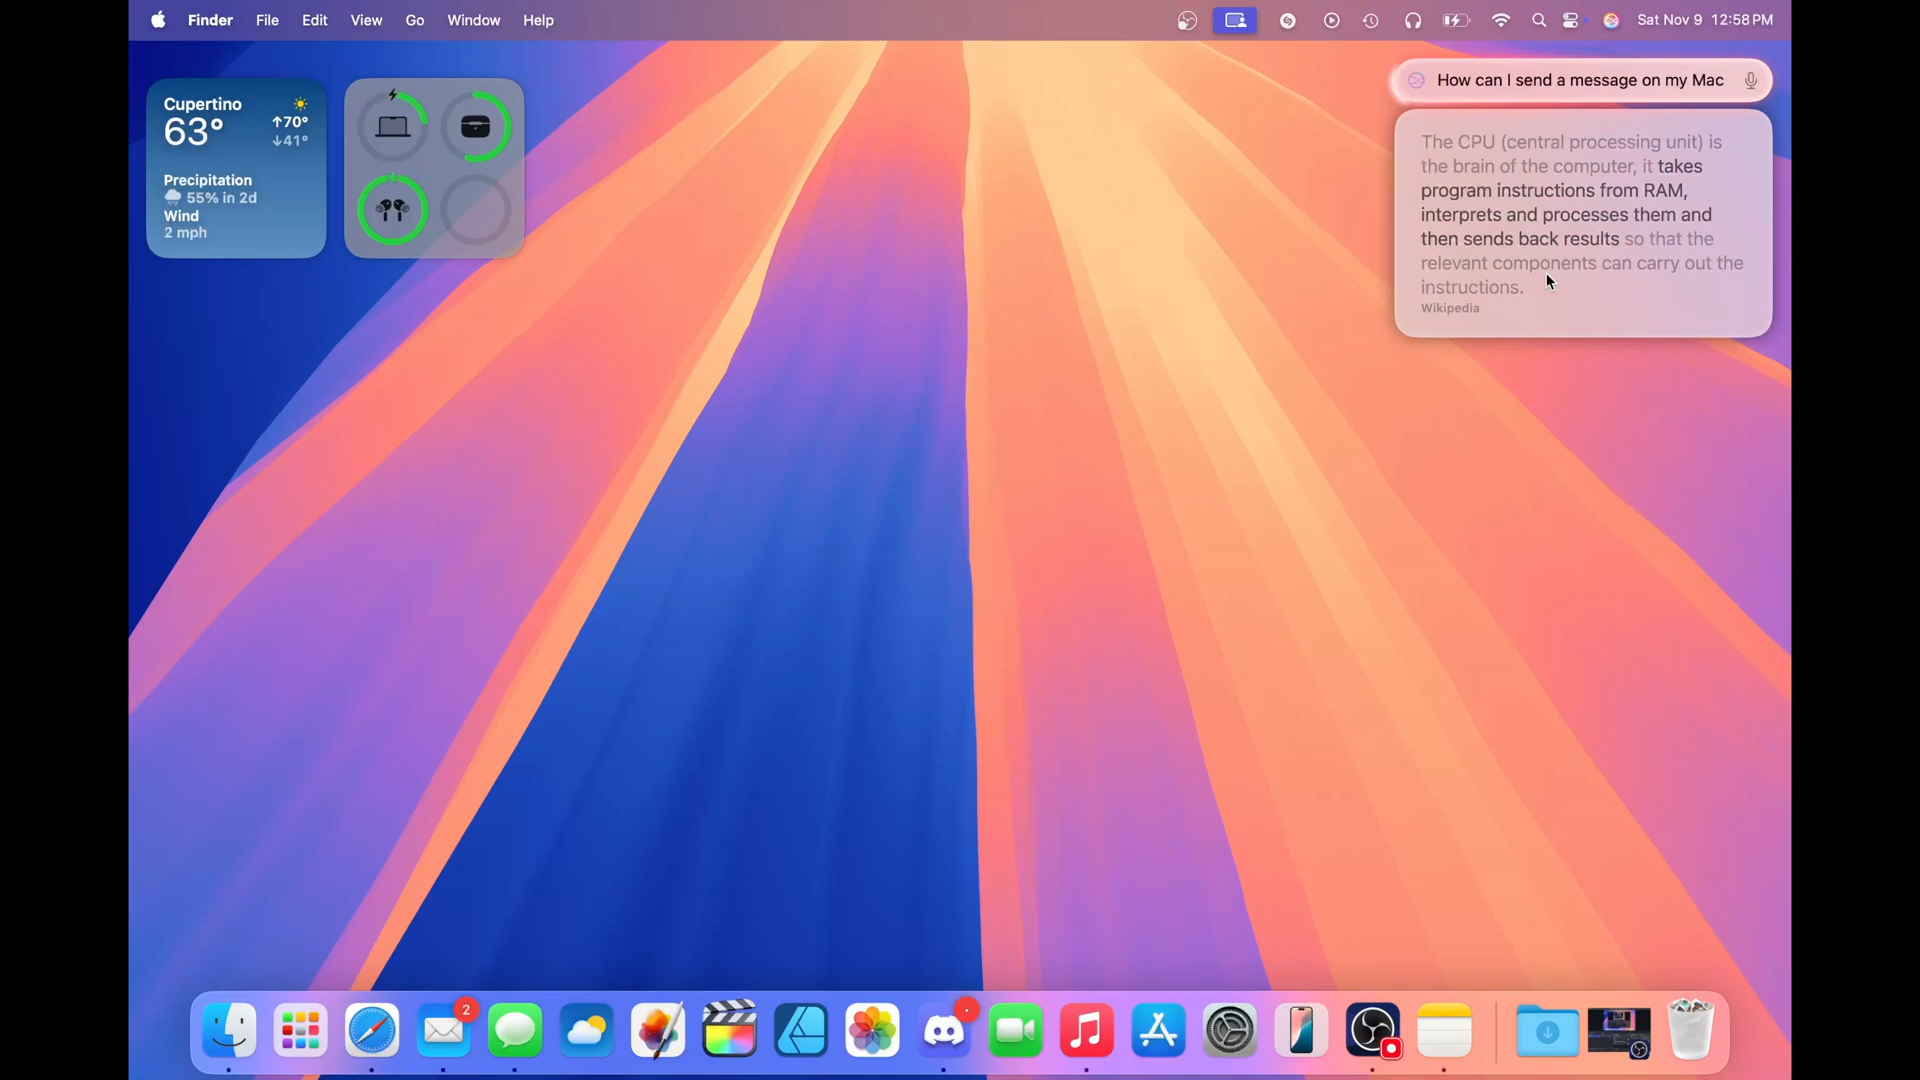 Finder File Edit View Go Window Help Sat Nov 9 12:58 PM
Cupertino
63°
↑70°
↓41°
Precipitation
55% in 2d
Wind
2 mph
How can I send a message on my Mac
The CPU (central processing unit) is
the brain of the computer, it takes
program instructions from RAM,
interprets and processes them and
then sends back results so that the
relevant components can carry out the
instructions.
Wikipedia
2